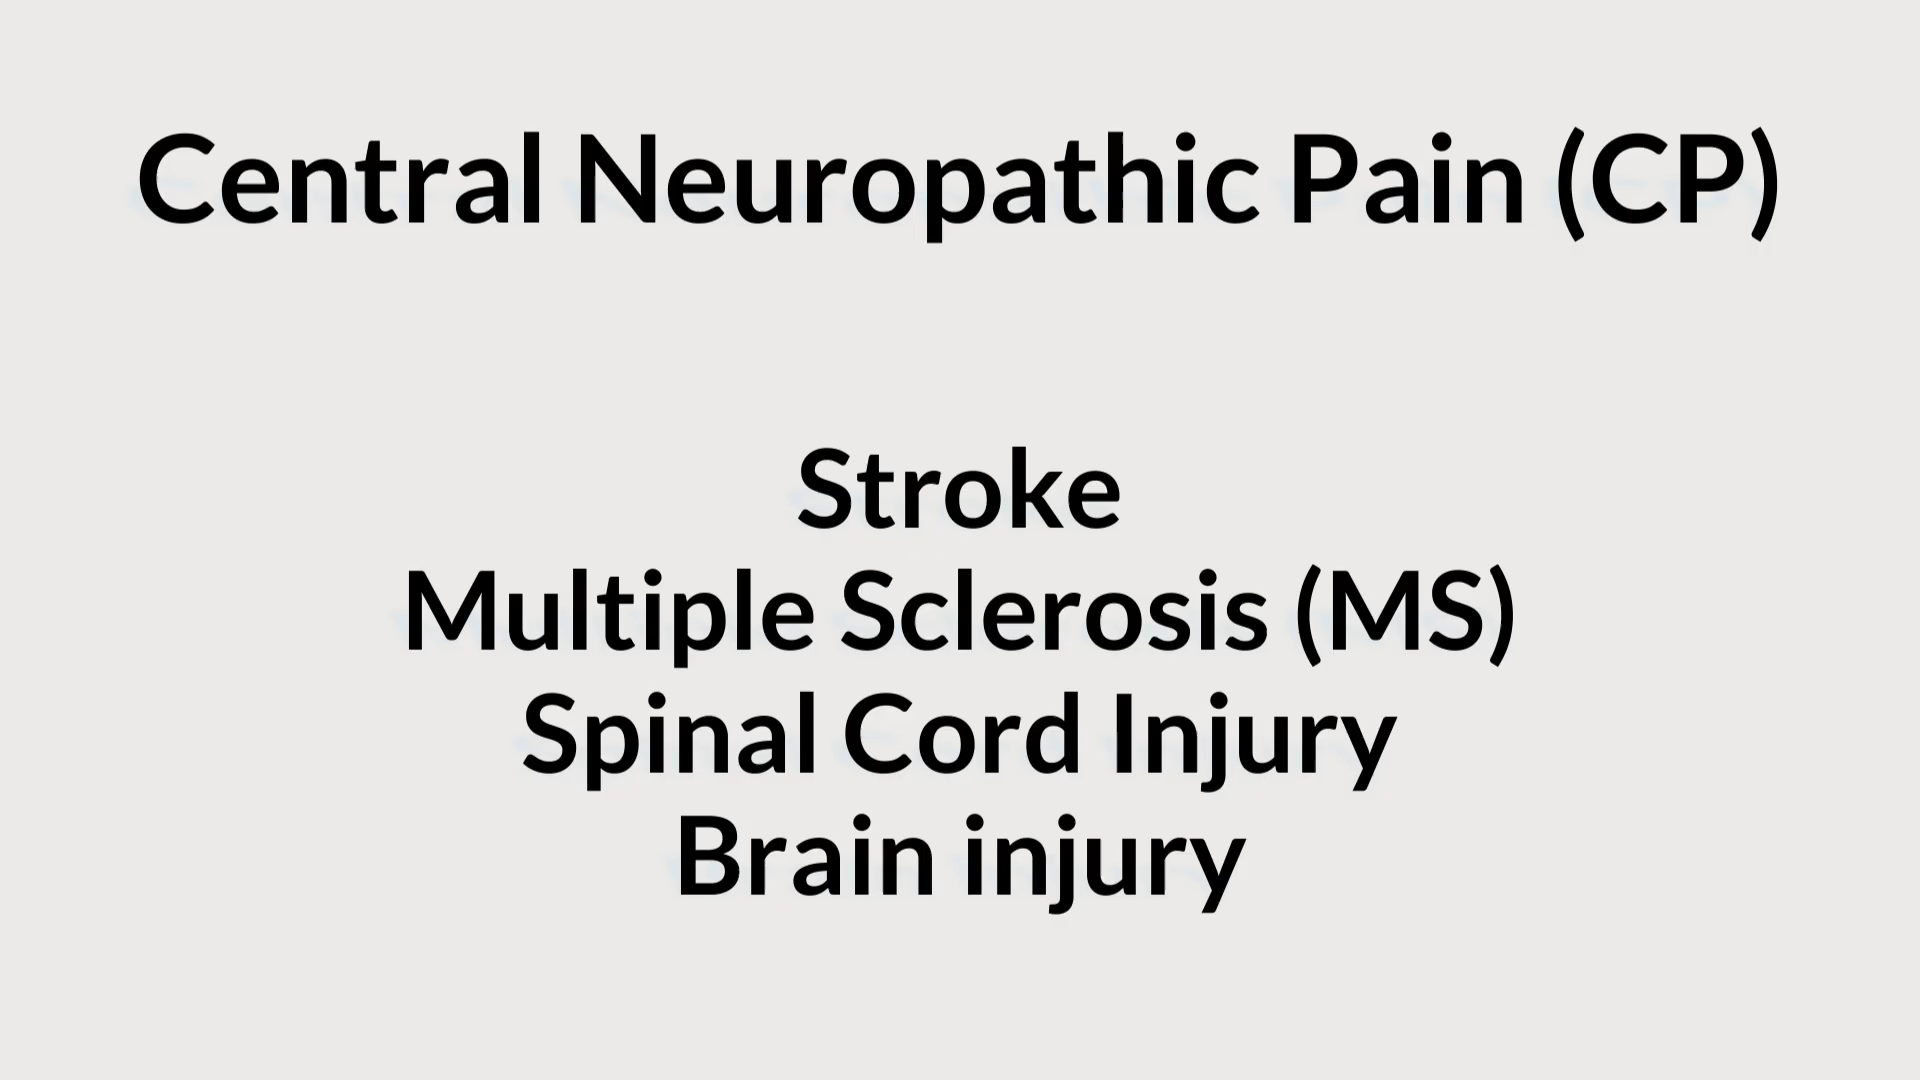 Central Neuropathic Pain (CP)
Stroke
Multiple Sclerosis (MS)
Spinal Cord Injury
Brain injury